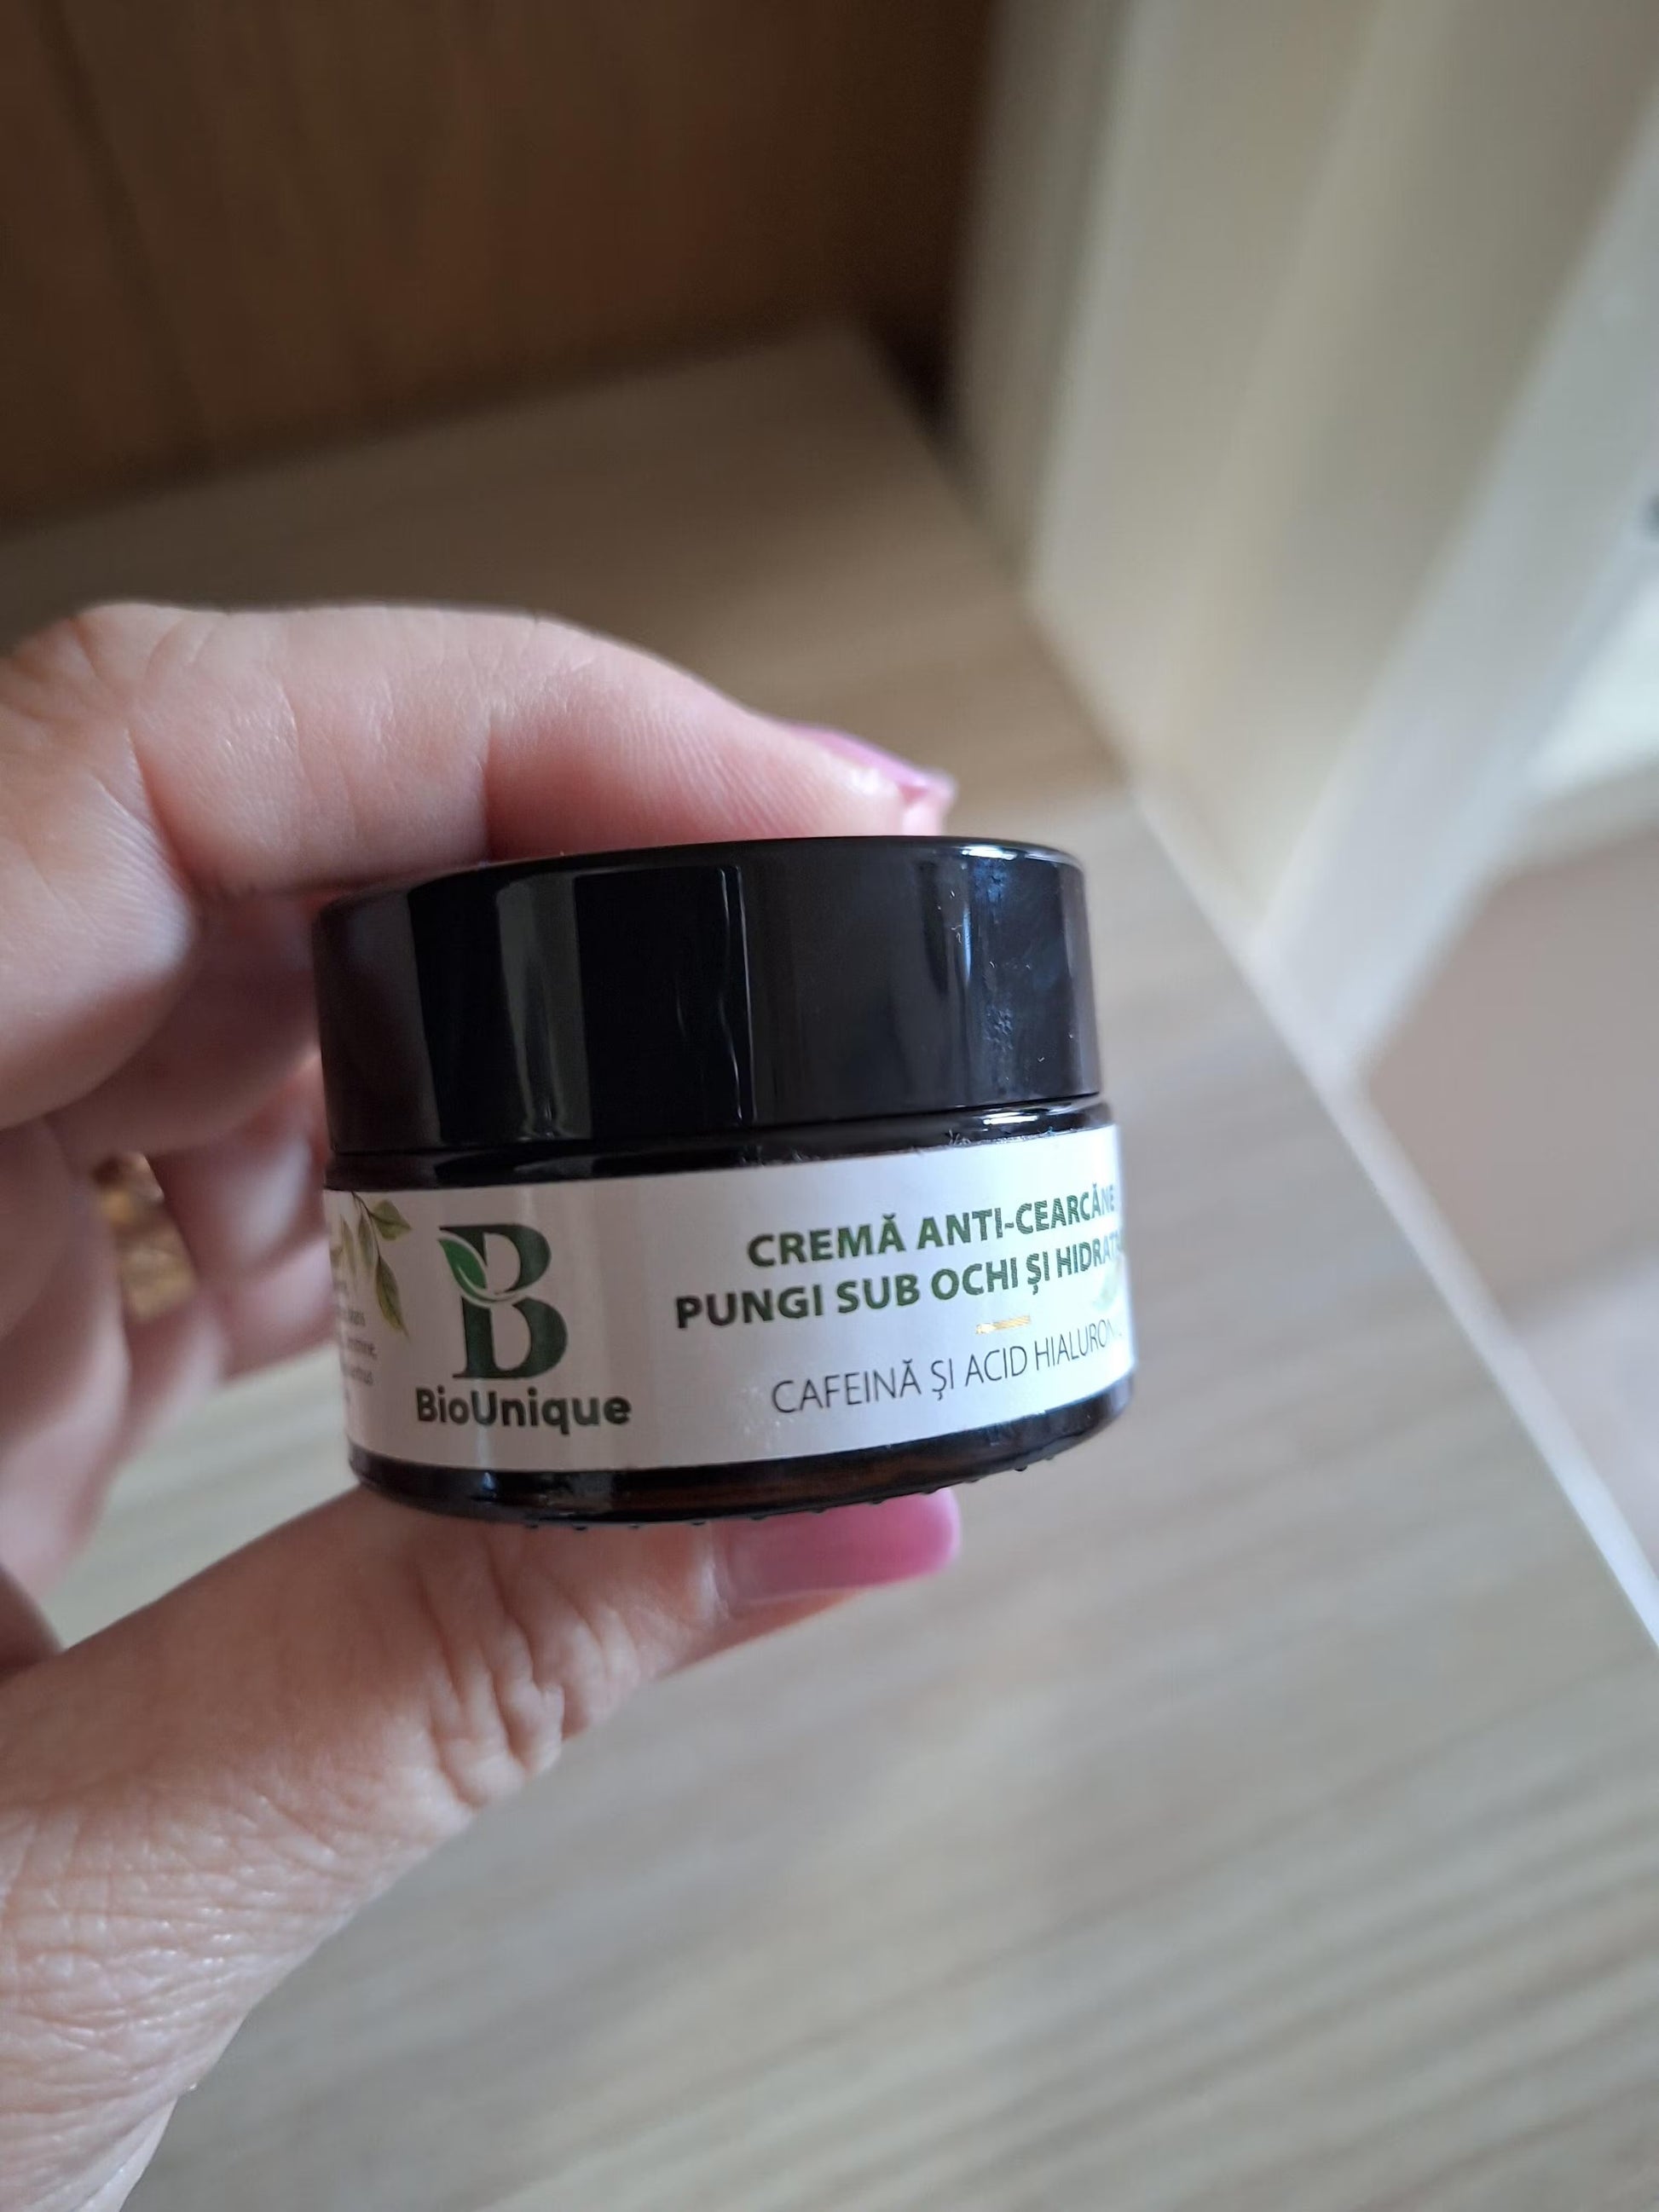 BioUnique
CREMĂ ANTI-CEARCĂNE
PUNGI SUB OCHI ȘI
CAFEINĂ ȘI ACID